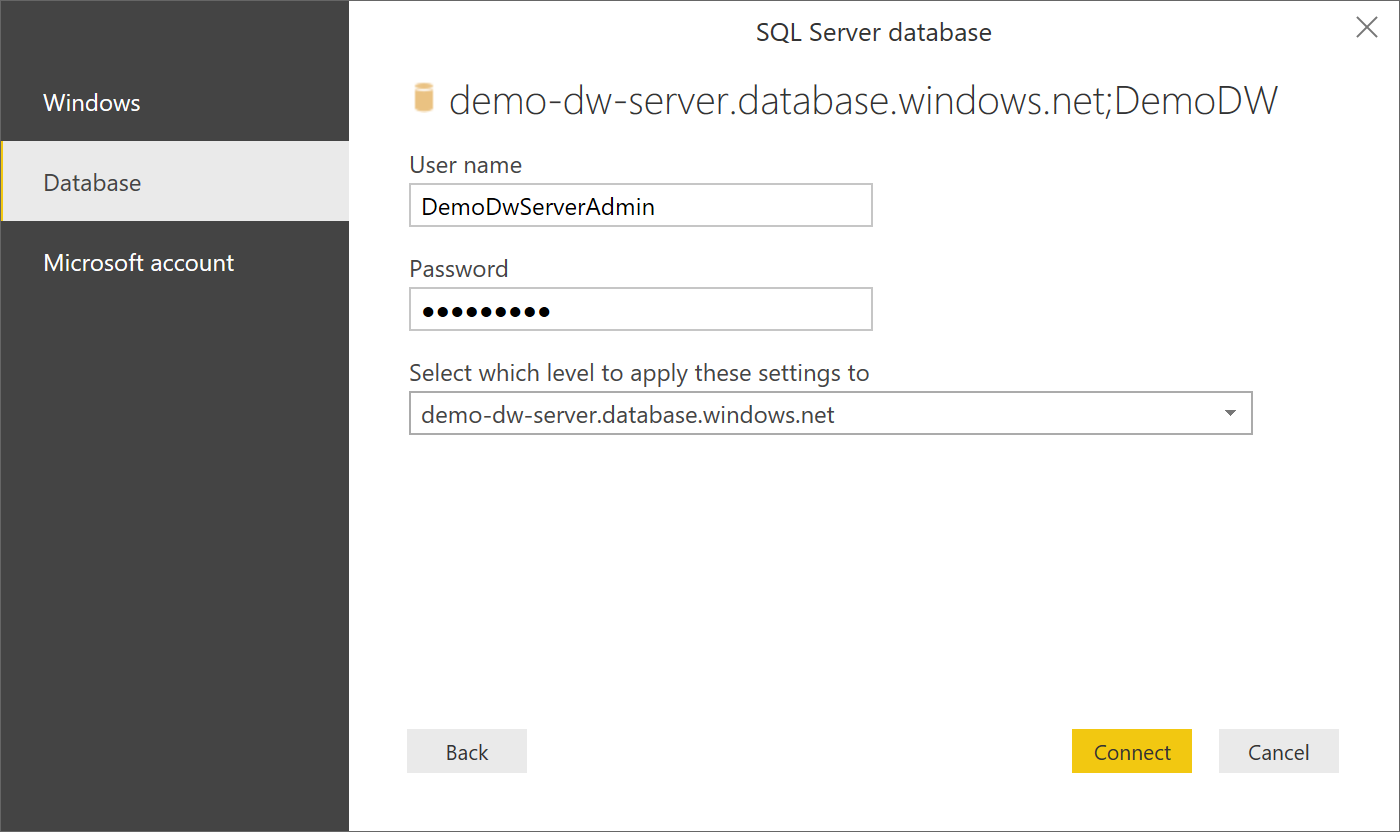 SQL Server database
Windows
Database
Microsoft account
demo-dw-server.database.windows.net;DemoDW
User name
DemoDwServerAdmin
Password
●●●●●●●●●
Select which level to apply these settings to
demo-dw-server.database.windows.net
Back
Connect
Cancel